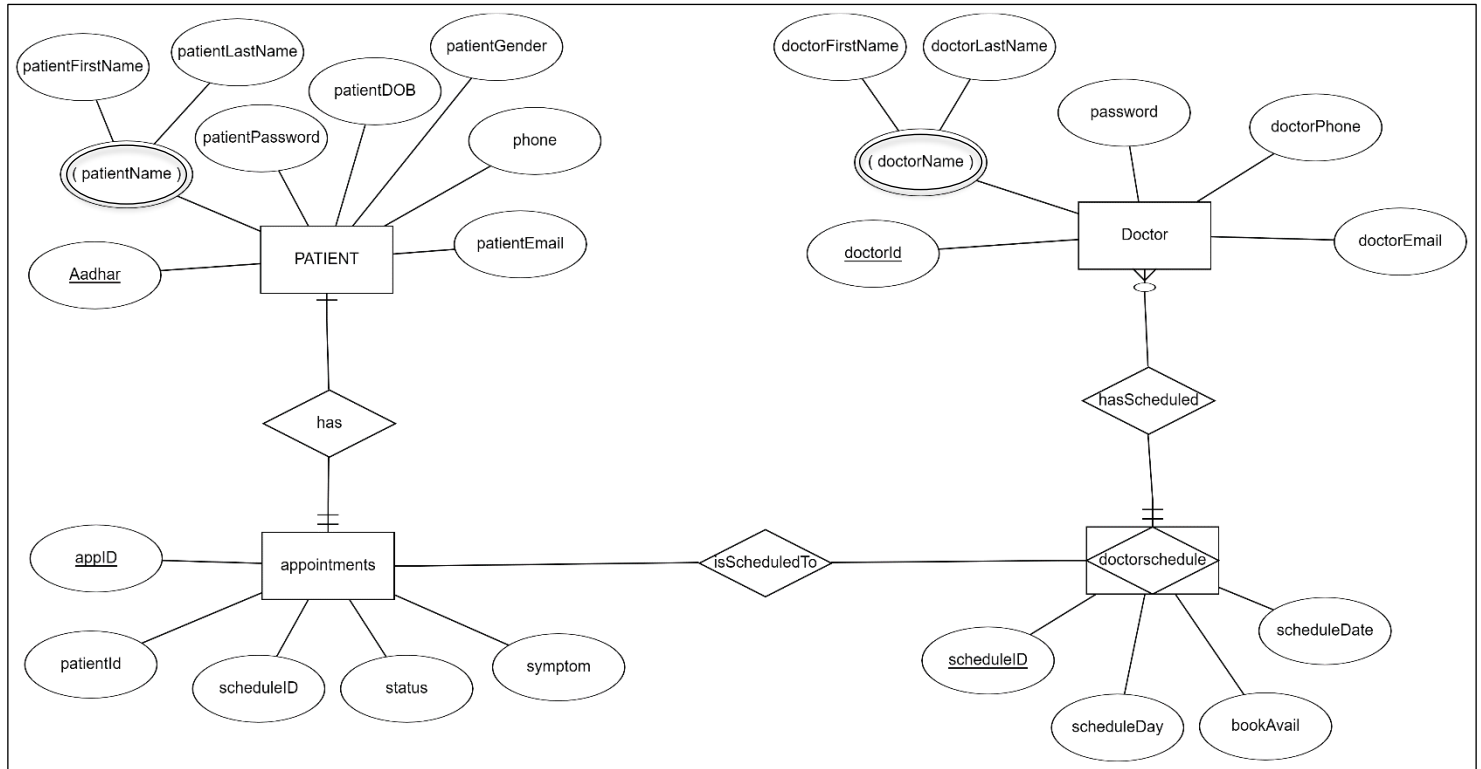 patientFirstName
patientLastName
patientGender
patientDOB
patientPassword
phone
( patientName )
patientEmail
Aadhar
PATIENT
has
appID
appointments
patientId
scheduleID
status
symptom
isScheduledTo
doctorFirstName
doctorLastName
password
doctorPhone
( doctorName )
Doctor
doctorEmail
doctorId
hasScheduled
doctorschedule
scheduleID
scheduleDate
scheduleDay
bookAvail